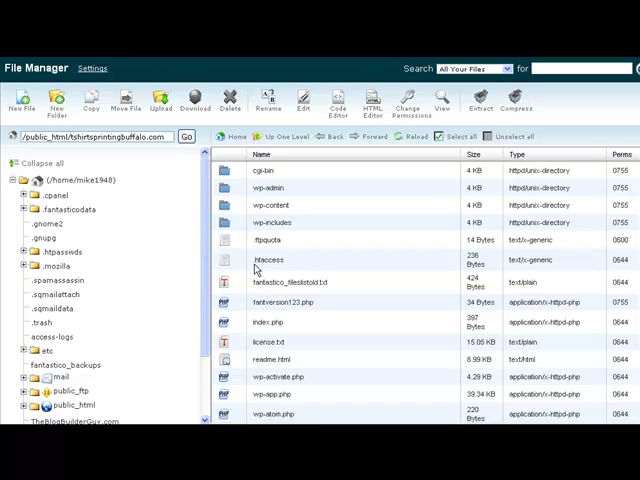 File Manager Settings Search All Your Files for
New File New Folder Copy Move File Upload Download Delete Rename Edit Code Editor HTML Editor Change Permissions View Extract Compress
/public_html/tshirtsprintingbuffalo.com Go Home Up One Level Back Forward Reload Select all Unselect all
Collapse all
(/home/mike1948)
.cpanel
.fantasticodata
.gnome2
.gnupg
.htpasswds
.mozilla
.spamassassin
.sqmailattach
.sqmaildata
.trash
access-logs
etc
fantastico_backups
mail
public_ftp
public_html
TheBlogBuilderGuy.com
Name Size Type Perms
cgi-bin 4 KB httpd/unix-directory 0755
wp-admin 4 KB httpd/unix-directory 0755
wp-content 4 KB httpd/unix-directory 0755
wp-includes 4 KB httpd/unix-directory 0755
.ftpquota 14 Bytes text/x-generic 0600
.htaccess 236 Bytes text/x-generic 0644
fantastico_fileslistold.txt 424 Bytes text/plain 0644
fantversion123.php 34 Bytes application/x-httpd-php 0755
index.php 397 Bytes application/x-httpd-php 0644
license.txt 15.05 KB text/plain 0644
readme.html 8.99 KB text/html 0644
wp-activate.php 4.29 KB application/x-httpd-php 0644
wp-app.php 39.34 KB application/x-httpd-php 0644
wp-atom.php 220 Bytes application/x-httpd-php 0644